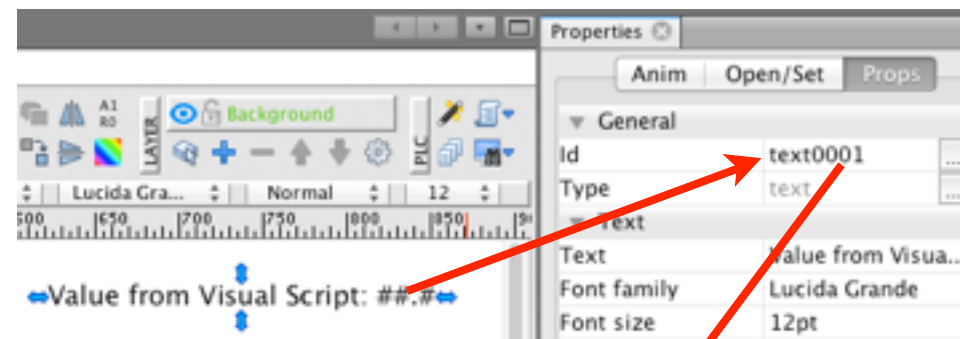 Properties
Anim Open/Set Props
A1
R0
LAYER
Background
PLC
General
Id text0001 ...
Type text ...
Lucida Gra... Normal 12
Text
600 650 700 750 800 850
Text Value from Visua...
Value from Visual Script: ##.#
Font family Lucida Grande
Font size 12pt